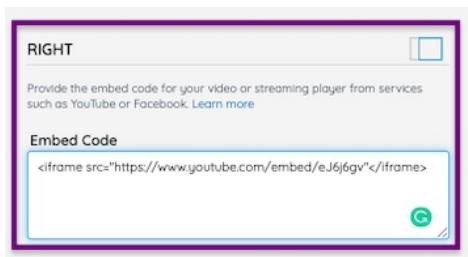 RIGHT
Provide the embed code for your video or streaming player from services
such as YouTube or Facebook. Learn more
Embed Code
<iframe src="https://www.youtube.com/embed/eJ6j6gv"</iframe>